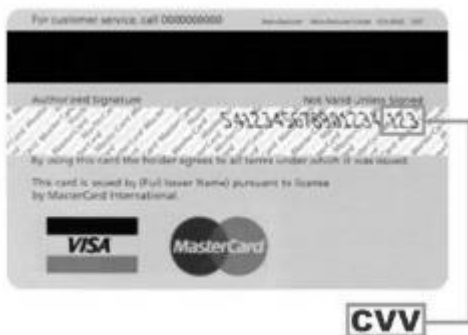 For customer service, call 0000000000
Authorized Signature Not Valid Unless Signed
5412345678901234 123
By using this card the holder agrees to all terms under which it was issued.
This card is issued by (Full Issuer Name) pursuant to license
by MasterCard International.
VISA MasterCard
CVV